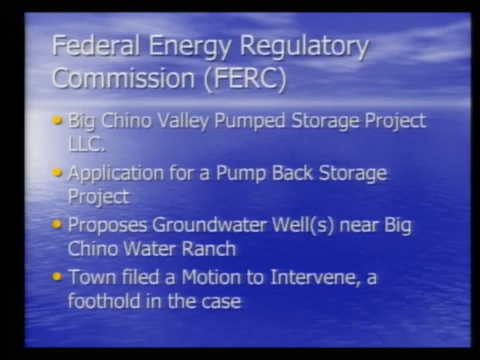 Federal Energy Regulatory
Commission (FERC)
Big Chino Valley Pumped Storage Project
LLC.
Application for a Pump Back Storage
Project
Proposes Groundwater Well(s) near Big
Chino Water Ranch
Town filed a Motion to Intervene, a
foothold in the case